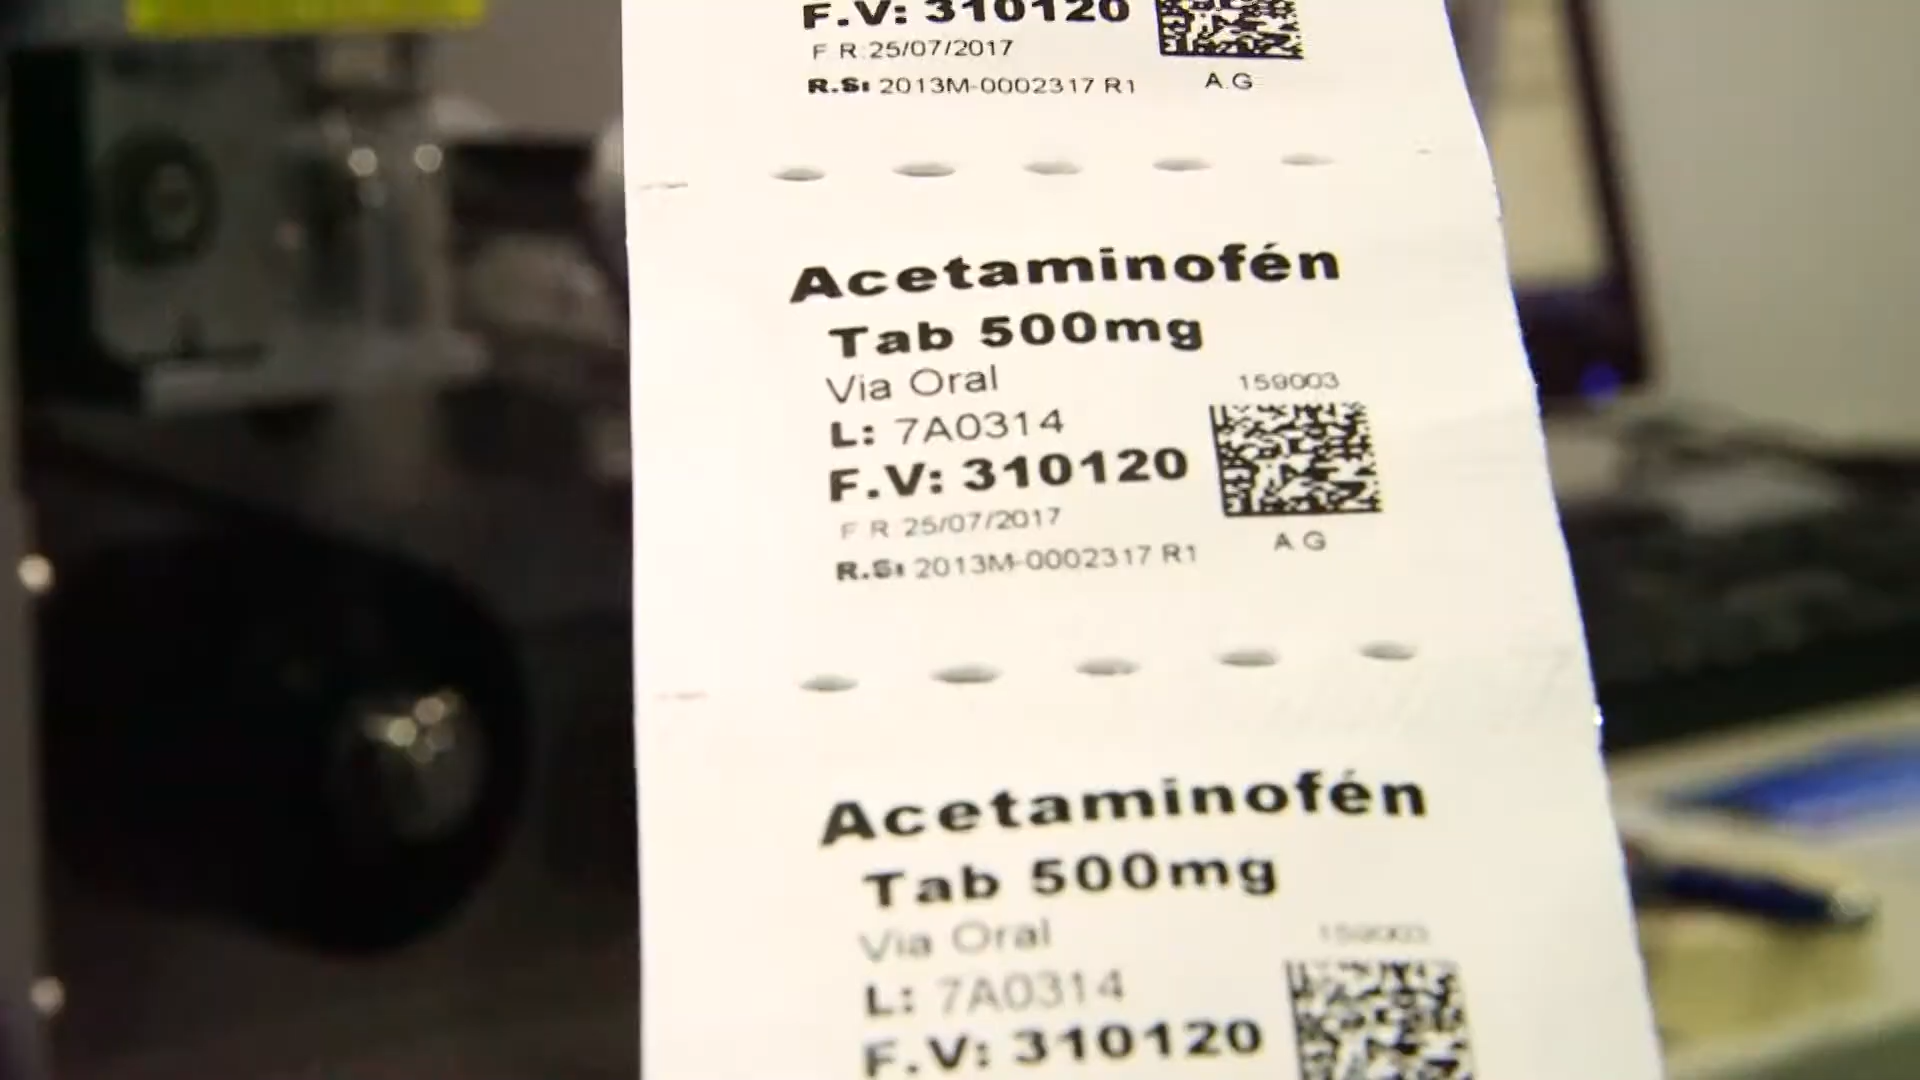 F.V: 310120
F R:25/07/2017
R.S: 2013M-0002317 R1
A.G
Acetaminofén
Tab 500mg
Via Oral
159003
L: 7A0314
F.V: 310120
F R 25/07/2017
A G
R.S: 2013M-0002317 R1
Acetaminofén
Tab 500mg
Via Oral
159003
L: 7A0314
F.V: 310120